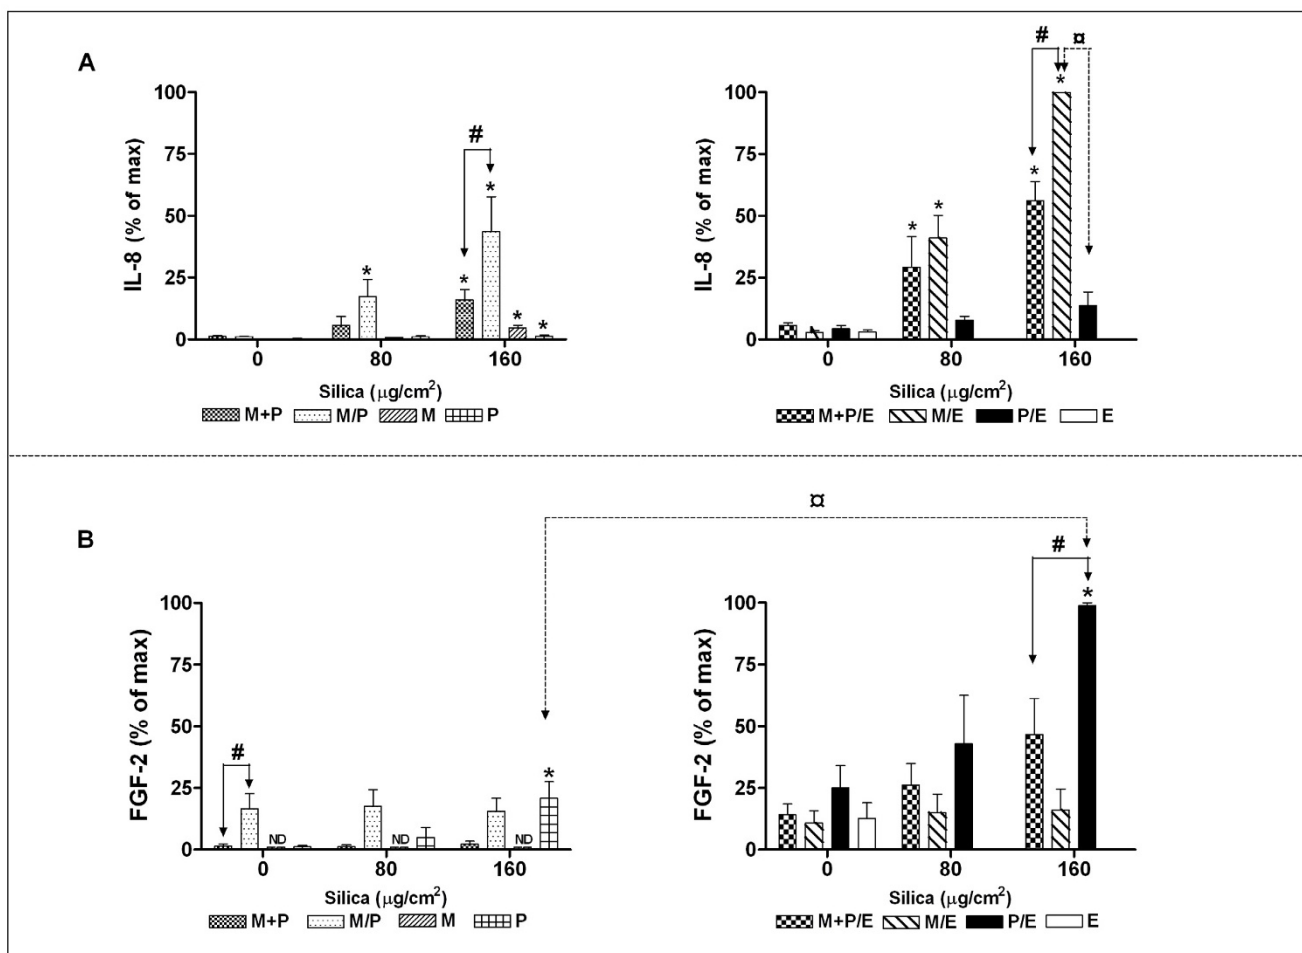 A
# ¤
*
100 100
#
75 75
IL-8 (% of max) IL-8 (% of max)
* *
50 50
* *
25 25
* * * *
0 0
0 80 160 0 80 160
Silica (μg/cm²) Silica (μg/cm²)
M+P M/P M P M+P/E M/E P/E E
B
¤
#
*
100 100
75 75
FGF-2 (% of max) FGF-2 (% of max)
50 50
# *
25 25
ND ND ND
0 0
0 80 160 0 80 160
Silica (μg/cm²) Silica (μg/cm²)
M+P M/P M P M+P/E M/E P/E E